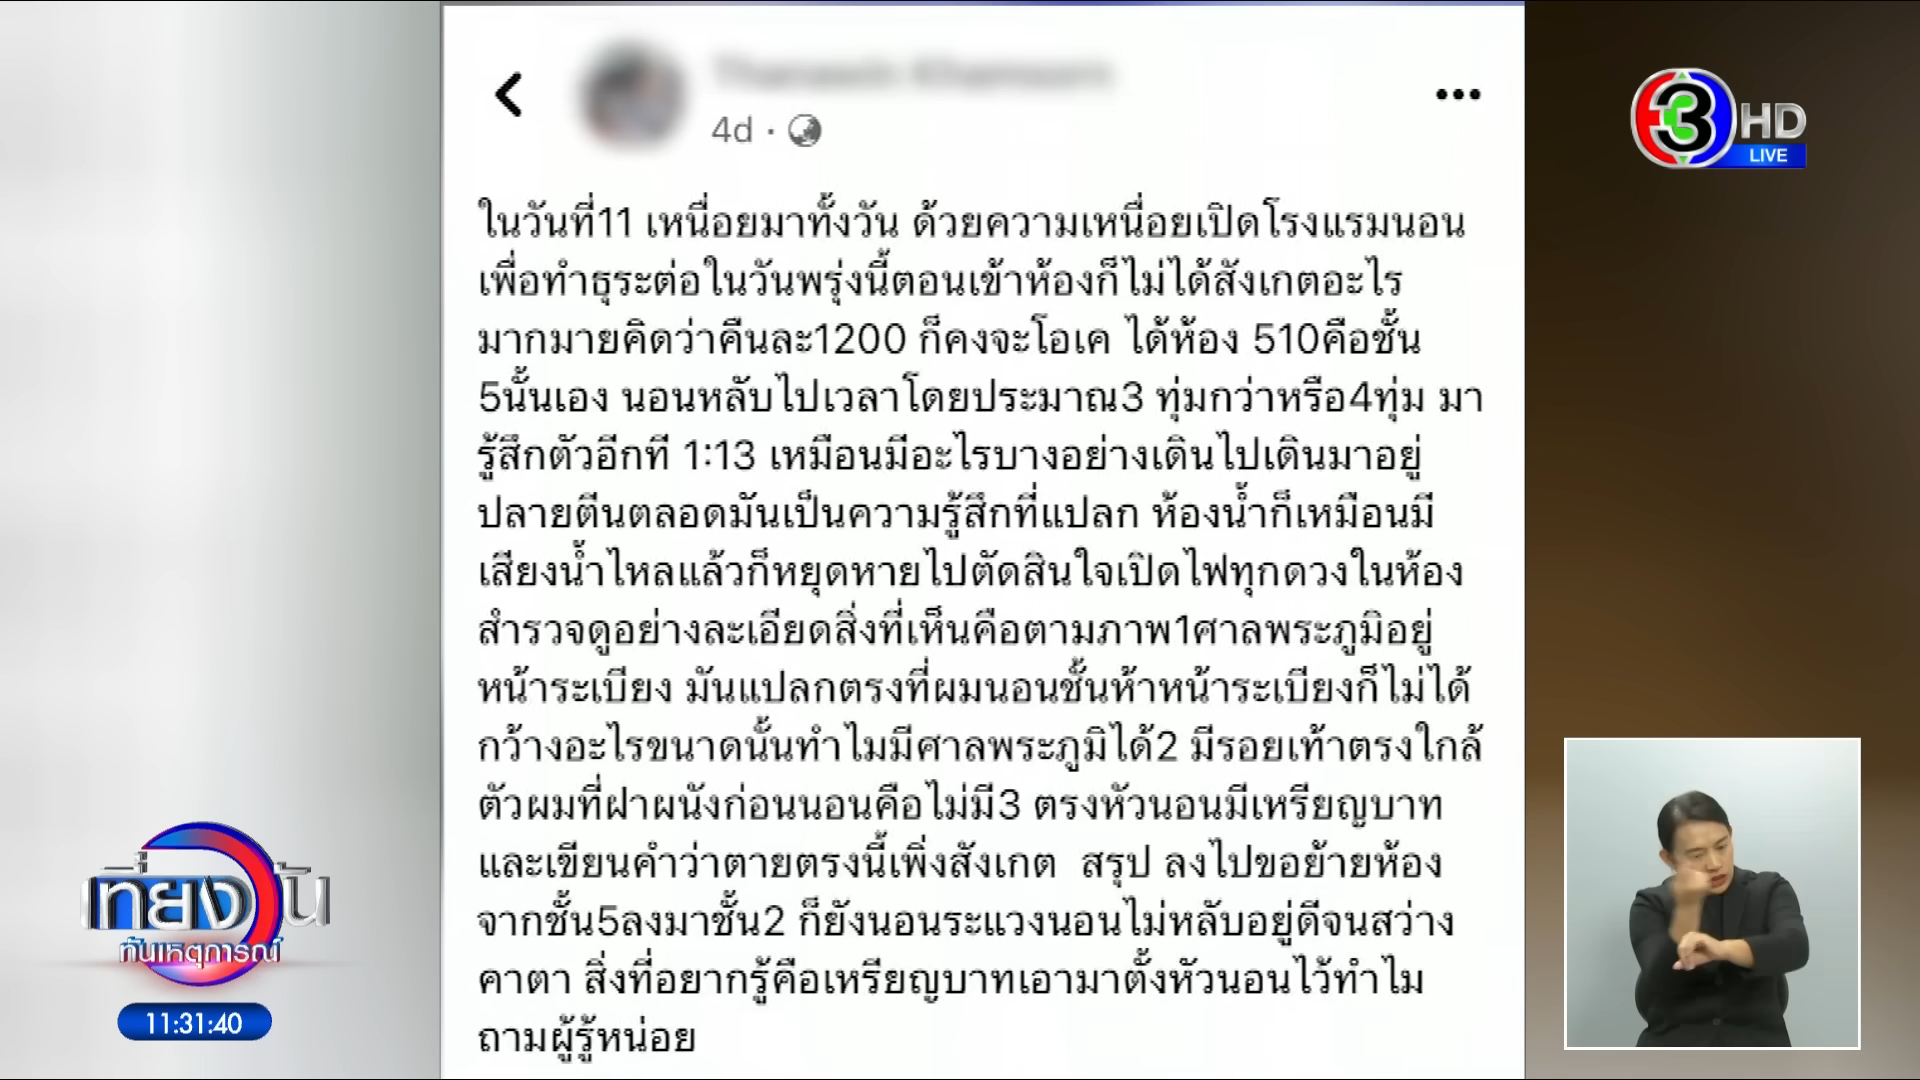 3 HD
LIVE
4d
ในวันที่11 เหนื่อยมาทั้งวัน ด้วยความเหนื่อยเปิดโรงแรมนอน
เพื่อทำธุระต่อในวันพรุ่งนี้ตอนเข้าห้องก็ไม่ได้สังเกตอะไร
มากมายคิดว่าคืนละ1200 ก็คงจะโอเค ได้ห้อง 510คือชั้น
5นั้นเอง นอนหลับไปเวลาโดยประมาณ3 ทุ่มกว่าหรือ4ทุ่ม มา
รู้สึกตัวอีกที 1:13 เหมือนมีอะไรบางอย่างเดินไปเดินมาอยู่
ปลายตีนตลอดมันเป็นความรู้สึกที่แปลก ห้องน้ำก็เหมือนมี
เสียงน้ำไหลแล้วก็หยุดหายไปตัดสินใจเปิดไฟทุกดวงในห้อง
สำรวจดูอย่างละเอียดสิ่งที่เห็นคือตามภาพ1ศาลพระภูมิอยู่
หน้าระเบียง มันแปลกตรงที่ผมนอนชั้นห้าหน้าระเบียงก็ไม่ได้
กว้างอะไรขนาดนั้นทำไมมีศาลพระภูมิได้2 มีรอยเท้าตรงใกล้
ตัวผมที่ฝาผนังก่อนนอนคือไม่มี3 ตรงหัวนอนมีเหรียญบาท
และเขียนคำว่าตายตรงนี้เพิ่งสังเกต สรุป ลงไปขอย้ายห้อง
จากชั้น5ลงมาชั้น2 ก็ยังนอนระแวงนอนไม่หลับอยู่ดีจนสว่าง
คาตา สิ่งที่อยากรู้คือเหรียญบาทเอามาตั้งหัวนอนไว้ทำไม
ถามผู้รู้หน่อย
เที่ยงวัน
ทันเหตุการณ์
11:31:40